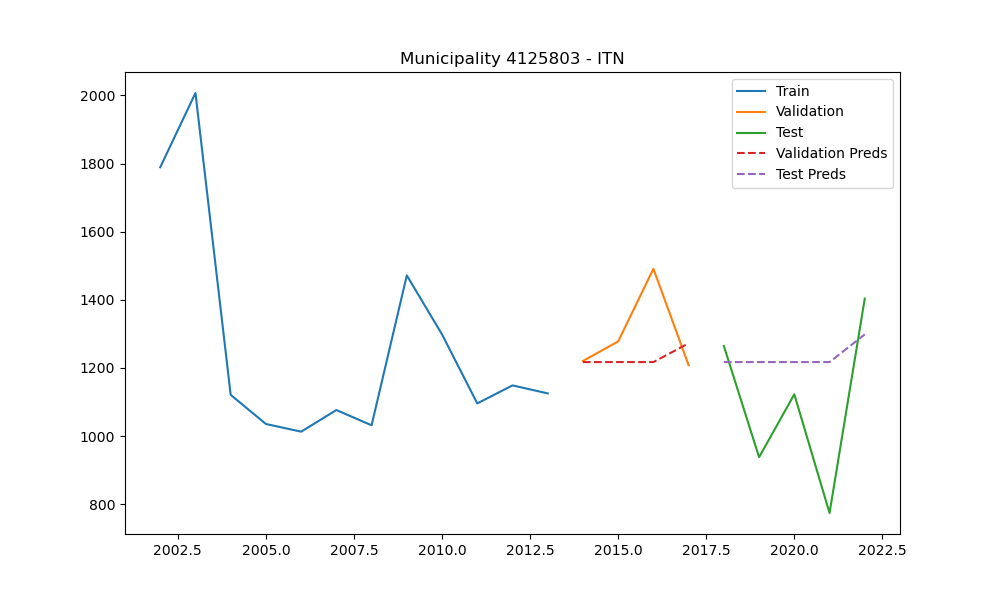 Municipality 4125803 - ITN
2000
1800
1600
1400
1200
1000
800
Train
Validation
Test
Validation Preds
Test Preds
2002.5 2005.0 2007.5 2010.0 2012.5 2015.0 2017.5 2020.0 2022.5